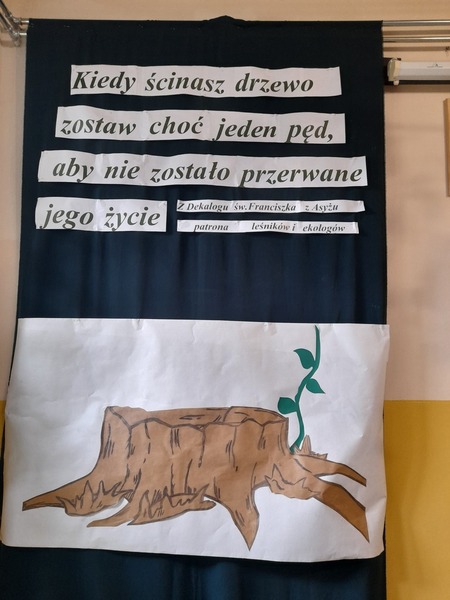 Kiedy ścinasz drzewo
zostaw choć jeden pęd,
aby nie zostało przerwane
jego życie
Z Dekalogu św.Franciszka z Asyżu
patrona leśników i ekologów